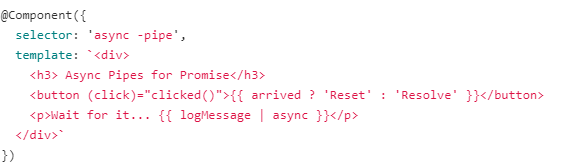 @Component({
  selector: 'async -pipe',
  template: `<div>
    <h3> Async Pipes for Promise</h3>
    <button (click)="clicked()">{{ arrived ? 'Reset' : 'Resolve' }}</button>
    <p>Wait for it... {{ logMessage | async }}</p>
  </div>`
})